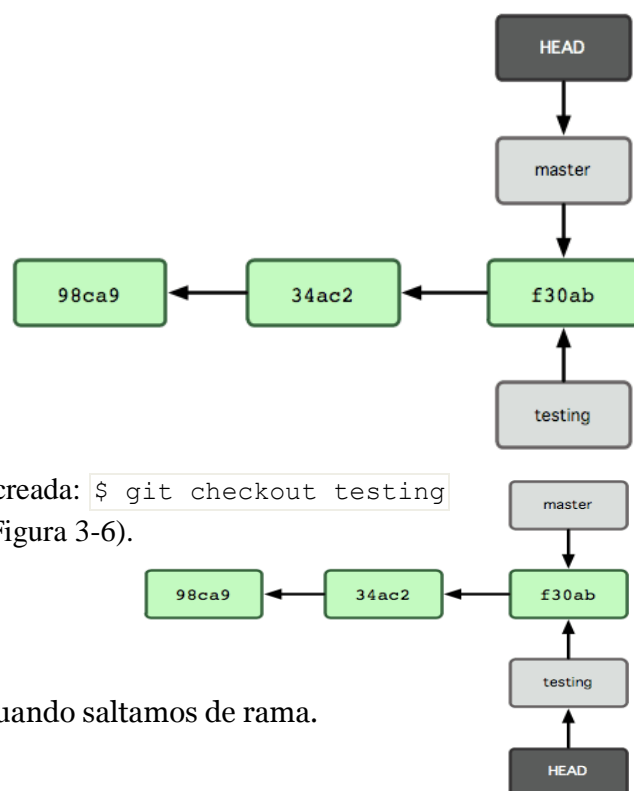 HEAD
master
98ca9 34ac2 f30ab
testing
creada: $ git checkout testing
master
igura 3-6).
98ca9 34ac2 f30ab
testing
uando saltamos de rama.
HEAD